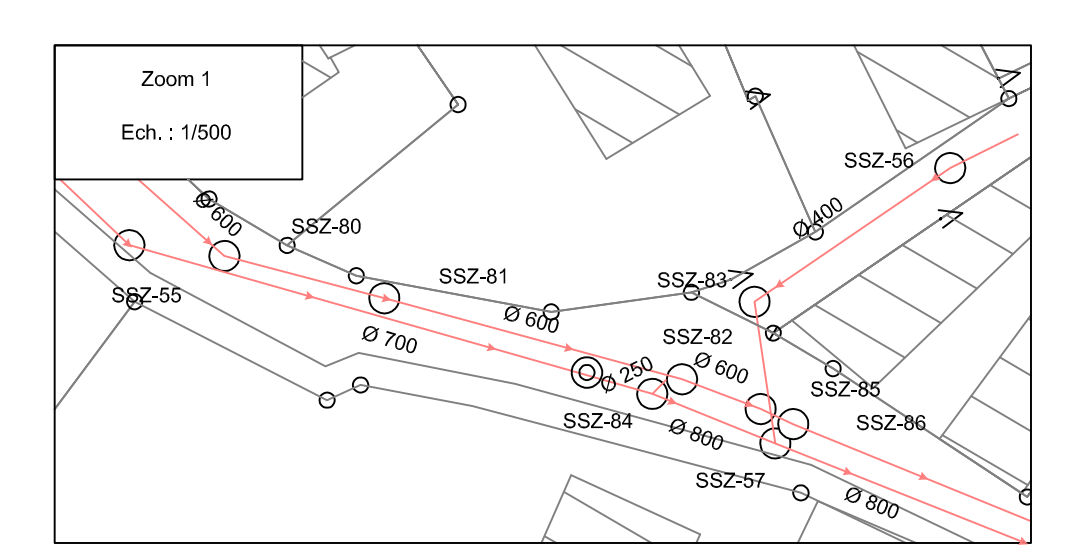 Zoom 1
Ech. : 1/500
SSZ-56
Ø 600
Ø 400
SSZ-80
SSZ-81
SSZ-83
SSZ-55
Ø 600
SSZ-82
Ø 700
Ø 600
ϕ 250
SSZ-85
SSZ-84
SSZ-86
Ø 800
SSZ-57
Ø 800